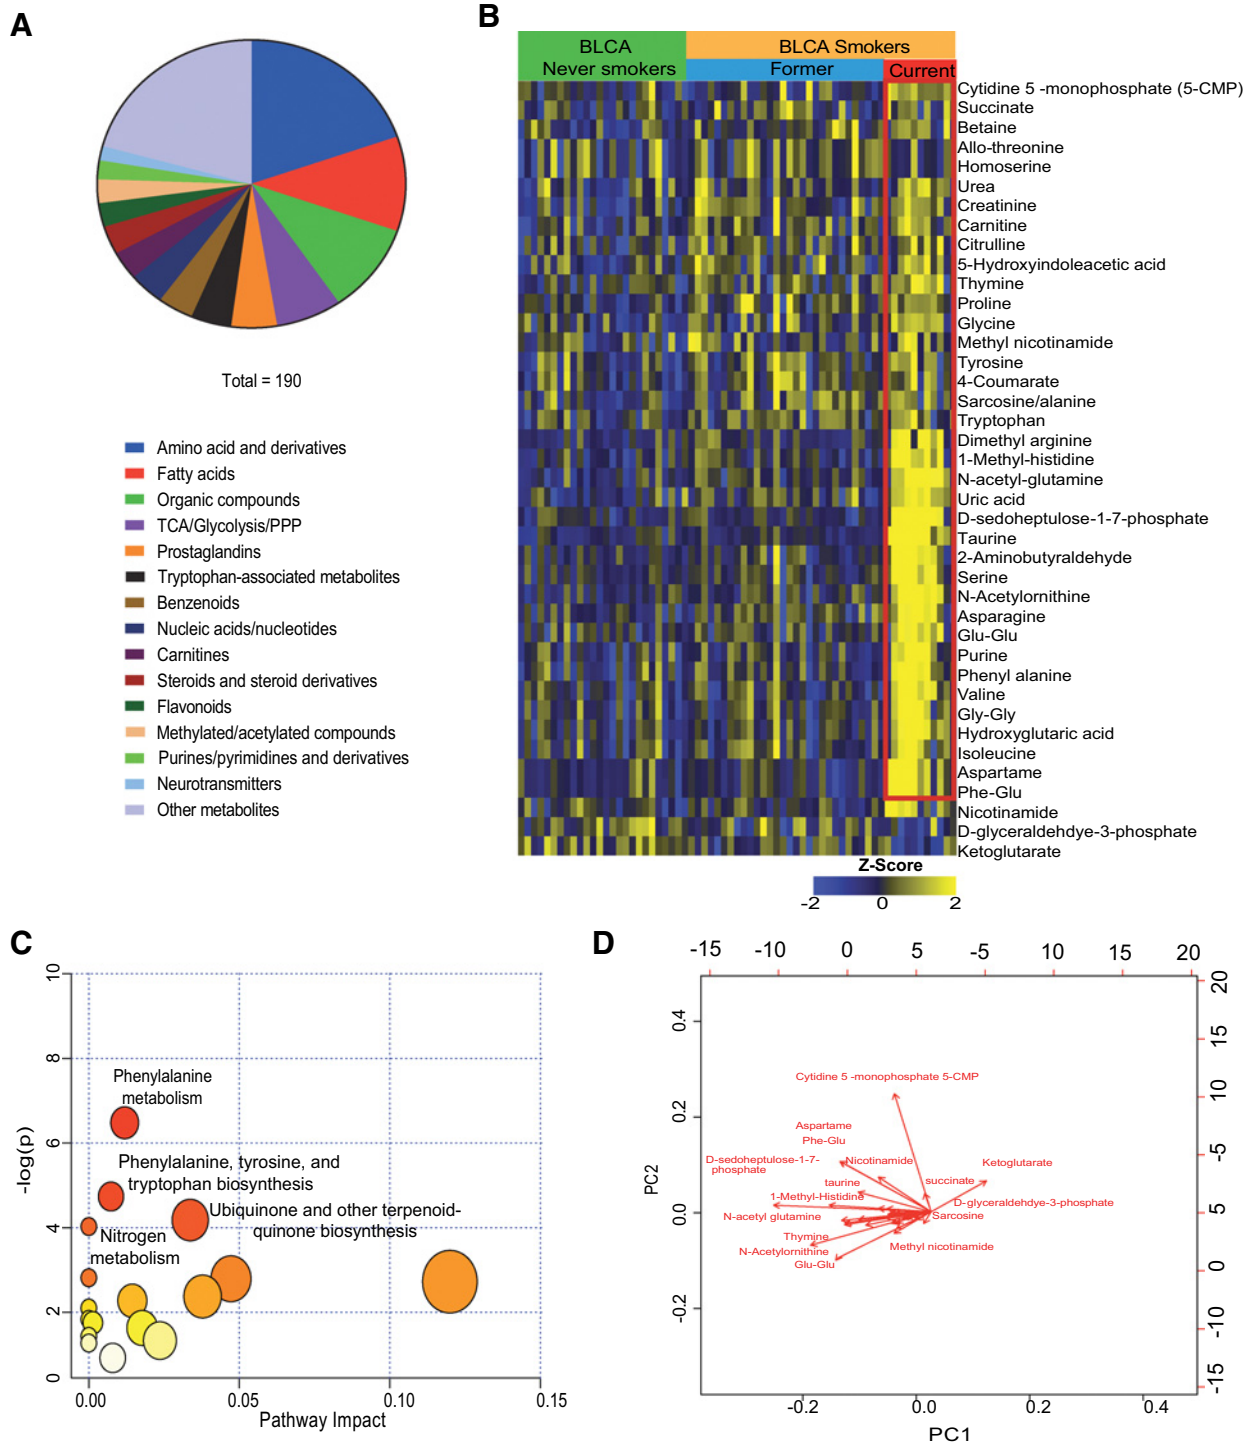 A
Total = 190
Amino acid and derivatives
Fatty acids
Organic compounds
TCA/Glycolysis/PPP
Prostaglandins
Tryptophan-associated metabolites
Benzenoids
Nucleic acids/nucleotides
Carnitines
Steroids and steroid derivatives
Flavonoids
Methylated/acetylated compounds
Purines/pyrimidines and derivatives
Neurotransmitters
Other metabolites
B
BLCA
Never smokers
BLCA Smokers
Former
Current
Cytidine 5 -monophosphate (5-CMP)
Succinate
Betaine
Allo-threonine
Homoserine
Urea
Creatinine
Carnitine
Citrulline
5-Hydroxyindoleacetic acid
Thymine
Proline
Glycine
Methyl nicotinamide
Tyrosine
4-Coumarate
Sarcosine/alanine
Tryptophan
Dimethyl arginine
1-Methyl-histidine
N-acetyl-glutamine
Uric acid
D-sedoheptulose-1-7-phosphate
Taurine
2-Aminobutyraldehyde
Serine
N-Acetylornithine
Asparagine
Glu-Glu
Purine
Phenyl alanine
Valine
Gly-Gly
Hydroxyglutaric acid
Isoleucine
Aspartame
Phe-Glu
Nicotinamide
D-glyceraldehdye-3-phosphate
Ketoglutarate
Z-Score
-2 0 2
C
10
8
6
4
2
0
-log(p)
Phenylalanine
metabolism
Phenylalanine, tyrosine, and
tryptophan biosynthesis
Ubiquinone and other terpenoid-
quinone biosynthesis
Nitrogen
metabolism
0.00 0.05 0.10 0.15
Pathway Impact
D
-15 -10 0 5 -5 10 15 20
0.4
0.2
0.0
-0.2
PC2
Cytidine 5 -monophosphate 5-CMP
Aspartame
Phe-Glu
D-sedoheptulose-1-7-
phosphate
Nicotinamide
Ketoglutarate
taurine
succinate
1-Methyl-Histidine
D-glyceraldehdye-3-phosphate
N-acetyl glutamine
Sarcosine
Thymine
Methyl nicotinamide
N-Acetylornithine
Glu-Glu
20
15
10
-5
5
0
-10
-15
-0.2 0.0 0.2 0.4
PC1